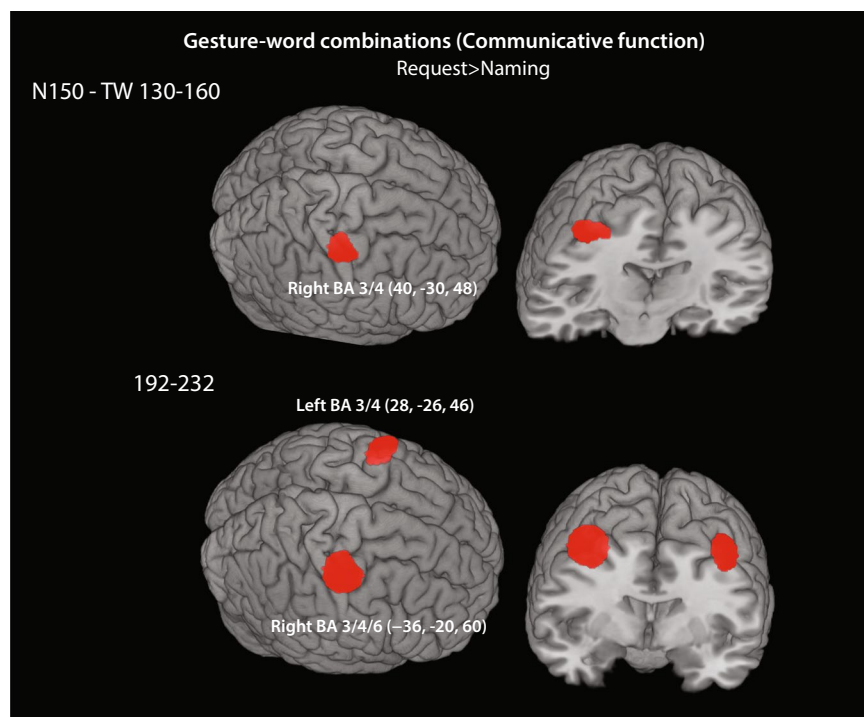 Gesture-word combinations (Communicative function)
Request>Naming
N150 - TW 130-160
Right BA 3/4 (40, -30, 48)
192-232
Left BA 3/4 (28, -26, 46)
Right BA 3/4/6 (−36, -20, 60)